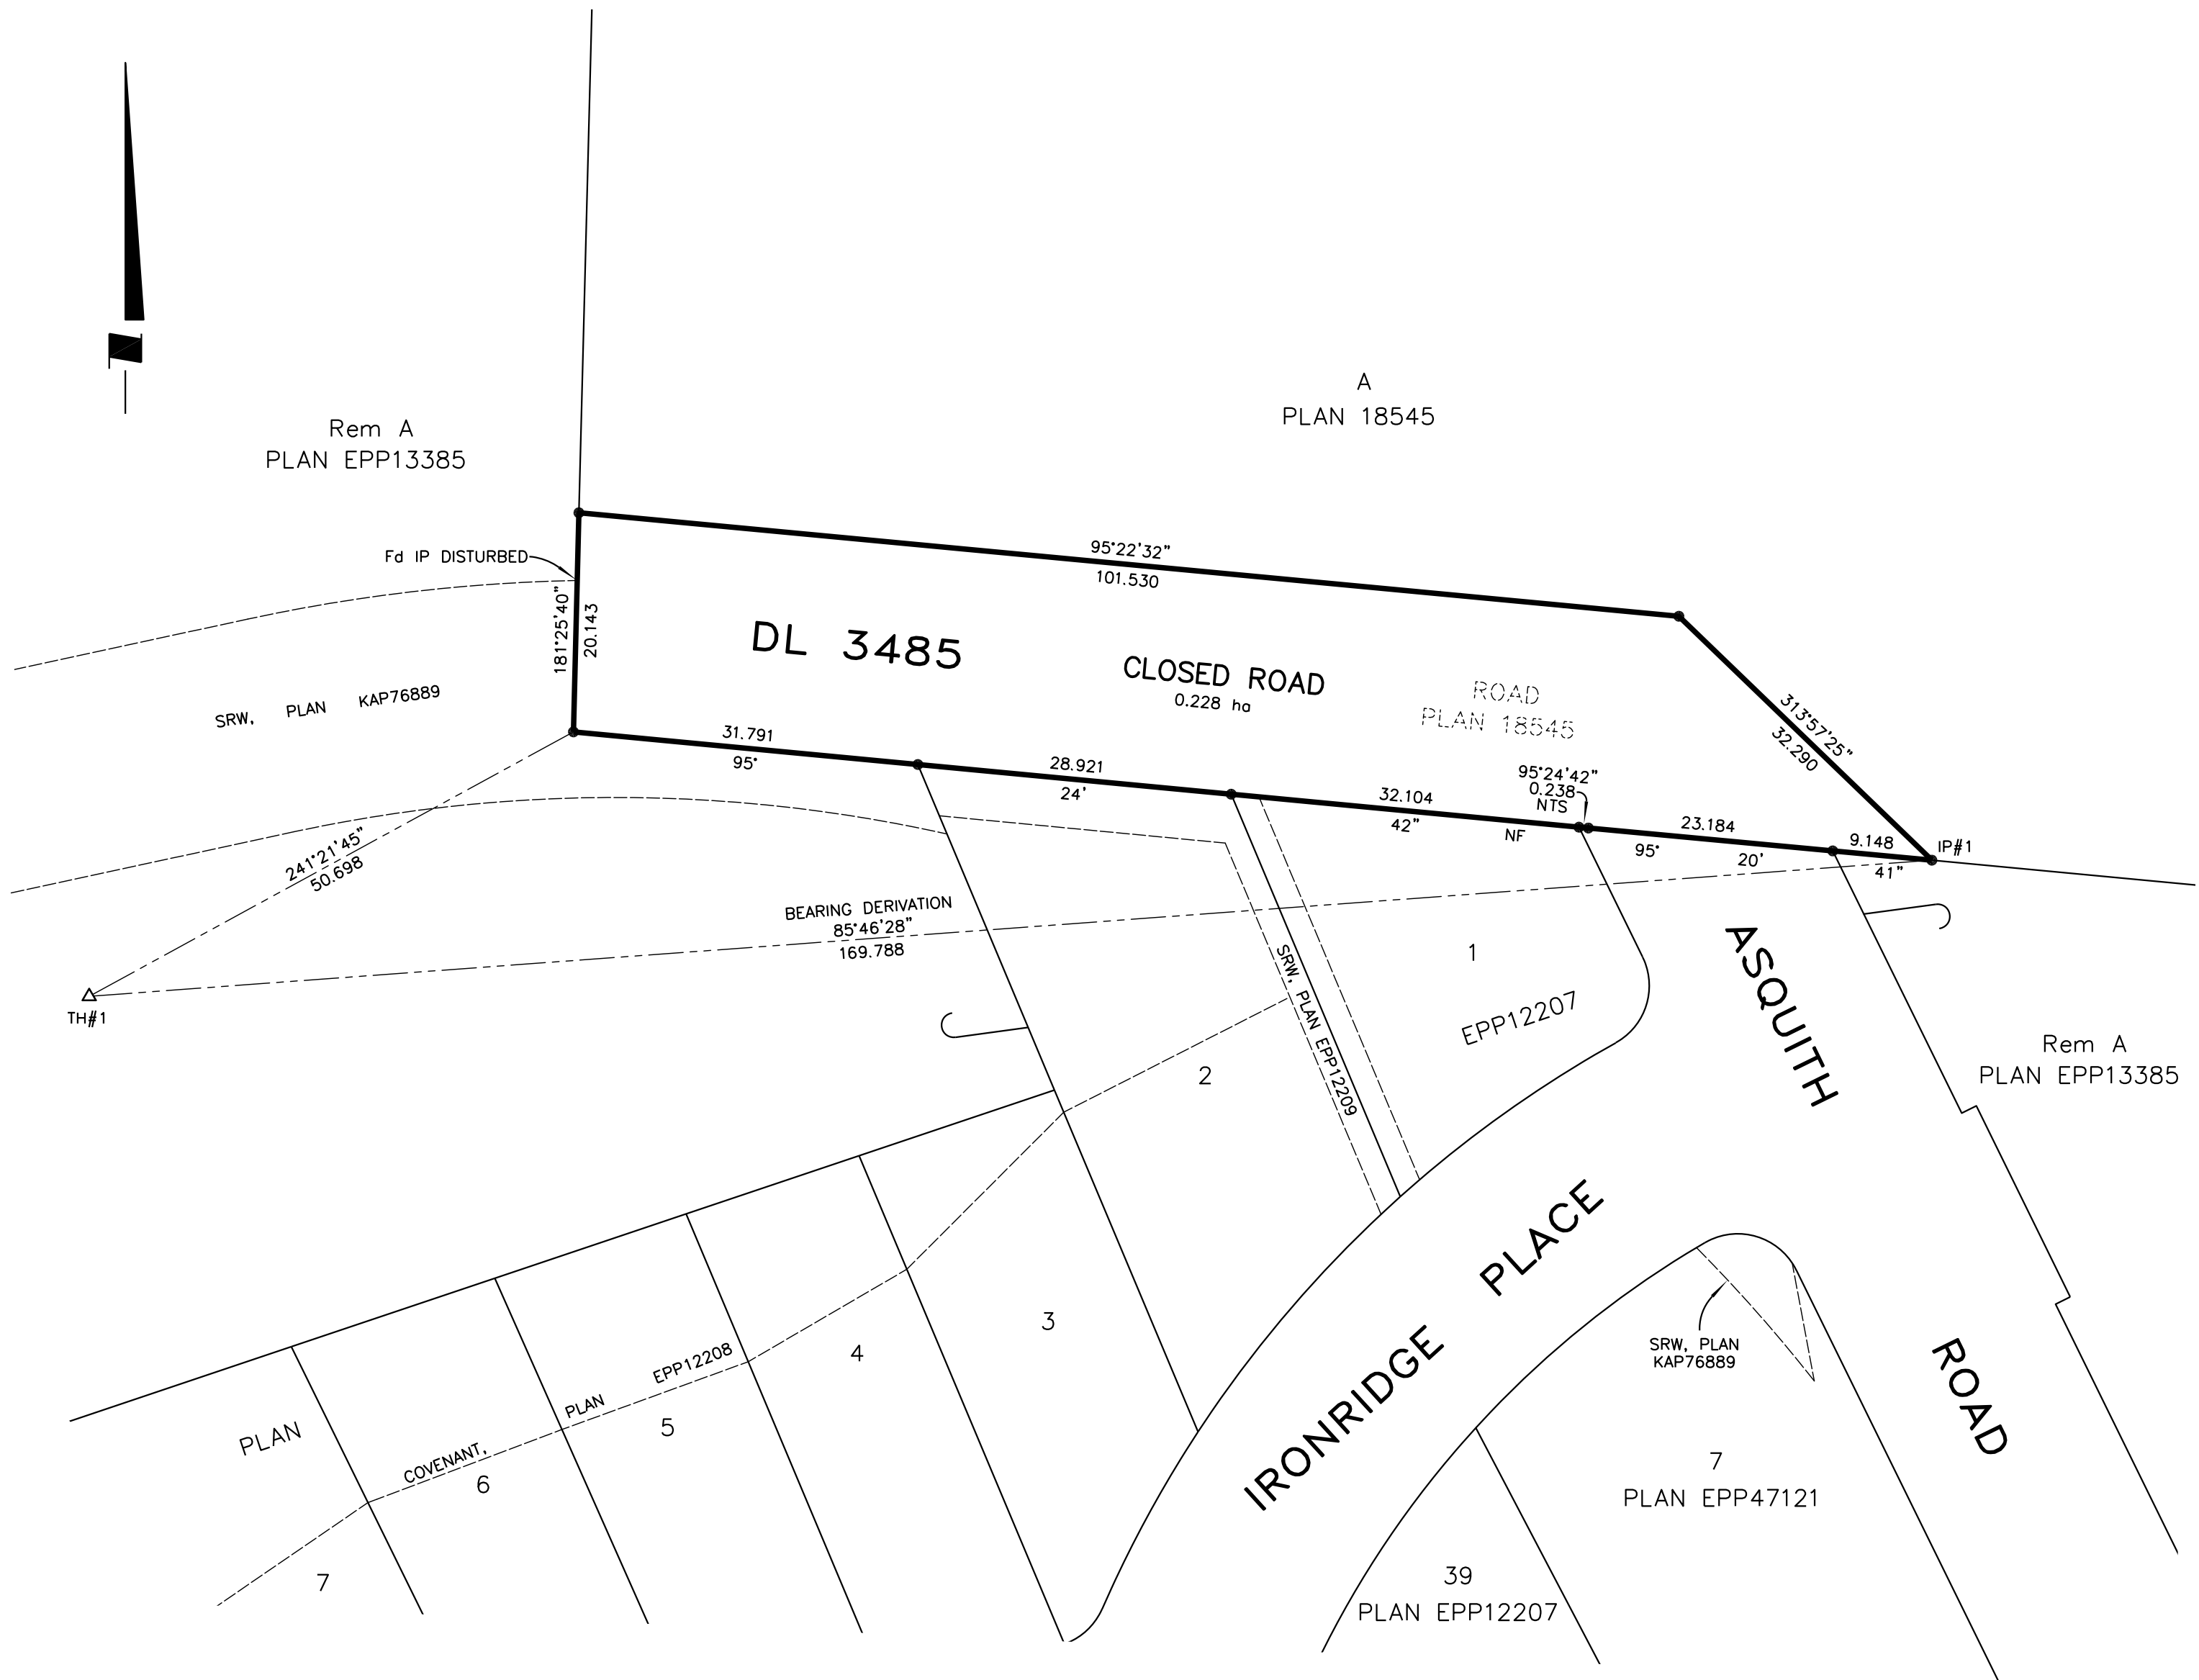 N
A
PLAN 18545
Rem A
PLAN EPP13385
Fd IP DISTURBED
95°22'32"
101.530
181°25'40"
20.143
DL 3485
CLOSED ROAD
0.228 ha
ROAD
PLAN 18545
313°57'25"
32.290
SRW, PLAN KAP76889
31.791
95°
28.921
24'
32.104
42"
NF
95°24'42"
0.238
NTS
23.184
95°
20'
9.148
41"
IP#1
241°21'45"
50.698
BEARING DERIVATION
85°46'28"
169.788
TH#1
1
EPP12207
SRW, PLAN EPP12209
2
ASQUITH
ROAD
Rem A
PLAN EPP13385
IRONRIDGE PLACE
3
4
5
6
7
PLAN
COVENANT, PLAN EPP12208
SRW, PLAN
KAP76889
7
PLAN EPP47121
39
PLAN EPP12207